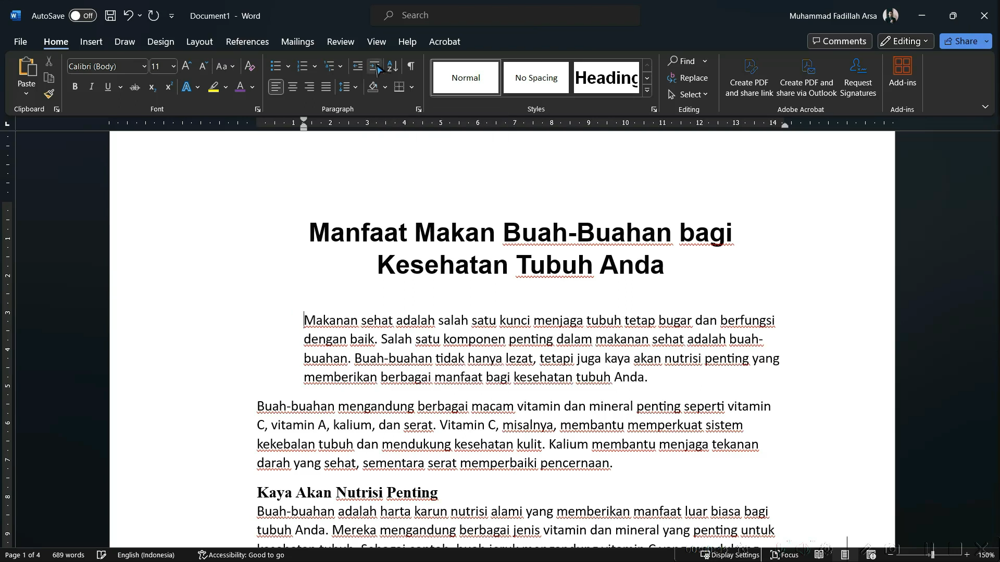 AutoSave Off Document1 - Word Search Muhammad Fadillah Arsa
File Home Insert Draw Design Layout References Mailings Review View Help Acrobat Comments Editing Share
Paste
Clipboard
Calibri (Body) 11
Font
Paragraph
Normal No Spacing Heading
Styles
Find
Replace
Select
Editing
Create PDF and share link
Create PDF and share via Outlook
Request Signatures
Adobe Acrobat
Add-ins
Add-ins
1 2 3 4 5 6 7 8 9 10 11 12 13 14
Manfaat Makan Buah-Buahan bagi
Kesehatan Tubuh Anda
Makanan sehat adalah salah satu kunci menjaga tubuh tetap bugar dan berfungsi
dengan baik. Salah satu komponen penting dalam makanan sehat adalah buah-
buahan. Buah-buahan tidak hanya lezat, tetapi juga kaya akan nutrisi penting yang
memberikan berbagai manfaat bagi kesehatan tubuh Anda.
Buah-buahan mengandung berbagai macam vitamin dan mineral penting seperti vitamin
C, vitamin A, kalium, dan serat. Vitamin C, misalnya, membantu memperkuat sistem
kekebalan tubuh dan mendukung kesehatan kulit. Kalium membantu menjaga tekanan
darah yang sehat, sementara serat memperbaiki pencernaan.
Kaya Akan Nutrisi Penting
Buah-buahan adalah harta karun nutrisi alami yang memberikan manfaat luar biasa bagi
tubuh Anda. Mereka mengandung berbagai jenis vitamin dan mineral yang penting untuk
Page 1 of 4 689 words English (Indonesia) Accessibility: Good to go Display Settings Focus 150%